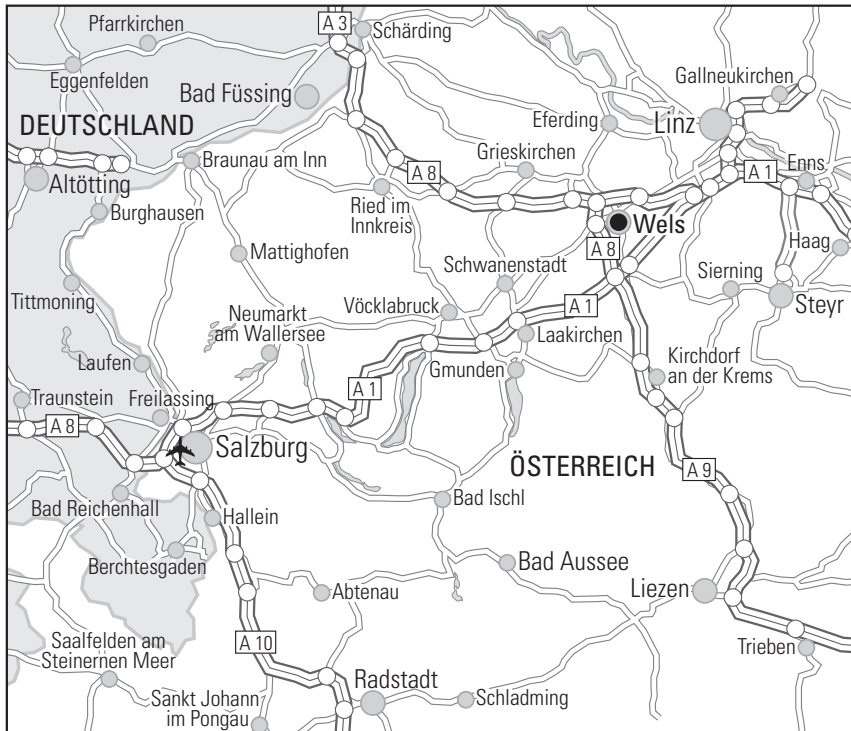 A 3
Pfarrkirchen
Schärding
Eggenfelden
Gallneukirchen
Bad Füssing
DEUTSCHLAND
Eferding
Linz
Braunau am Inn
Grieskirchen
A 8
A 1
Enns
Altötting
Burghausen
Ried im
Innkreis
Wels
A 8
Haag
Mattighofen
Schwanenstadt
Sierning
Tittmoning
Neumarkt
am Wallersee
Vöcklabruck
A 1
Steyr
Laakirchen
Laufen
Gmunden
Kirchdorf
an der Krems
Traunstein
Freilassing
A 1
A 8
Salzburg
ÖSTERREICH
A 9
Bad Reichenhall
Bad Ischl
Hallein
Berchtesgaden
Bad Aussee
Abtenau
Liezen
A 10
Saalfelden am
Steinernen Meer
Trieben
Radstadt
Sankt Johann
im Pongau
Schladming